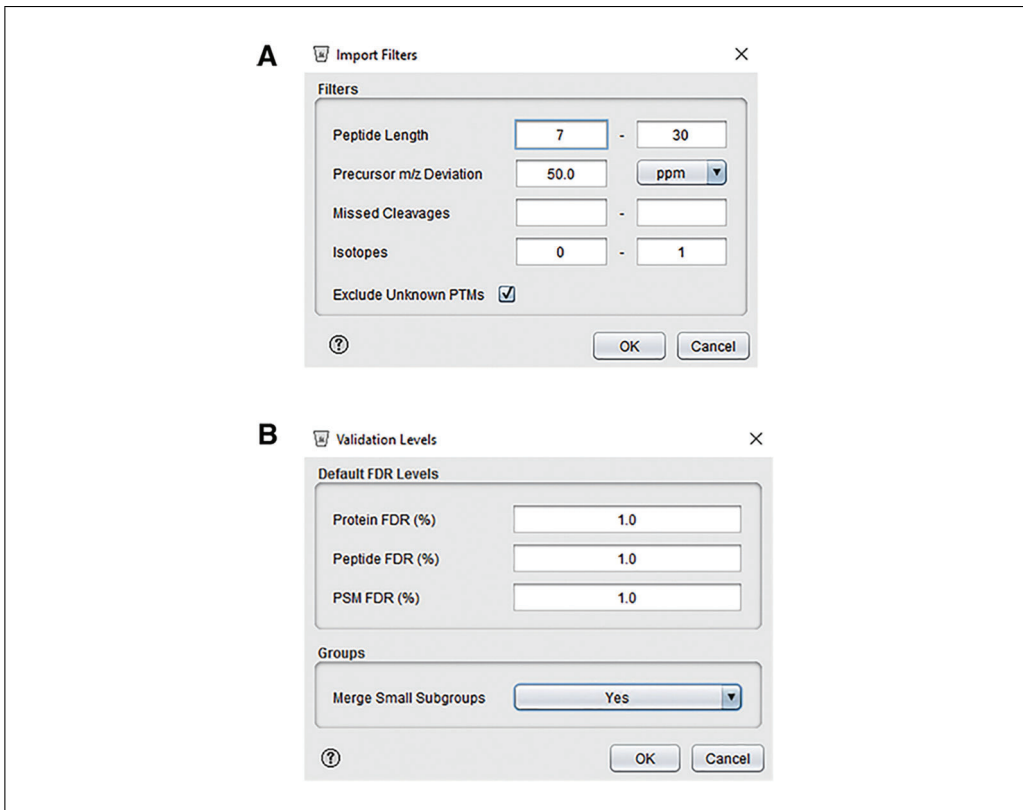 A
Import Filters
Filters
Peptide Length 7 - 30
Precursor m/z Deviation 50.0 ppm
Missed Cleavages -
Isotopes 0 - 1
Exclude Unknown PTMs
? OK Cancel
B
Validation Levels
Default FDR Levels
Protein FDR (%) 1.0
Peptide FDR (%) 1.0
PSM FDR (%) 1.0
Groups
Merge Small Subgroups Yes
? OK Cancel